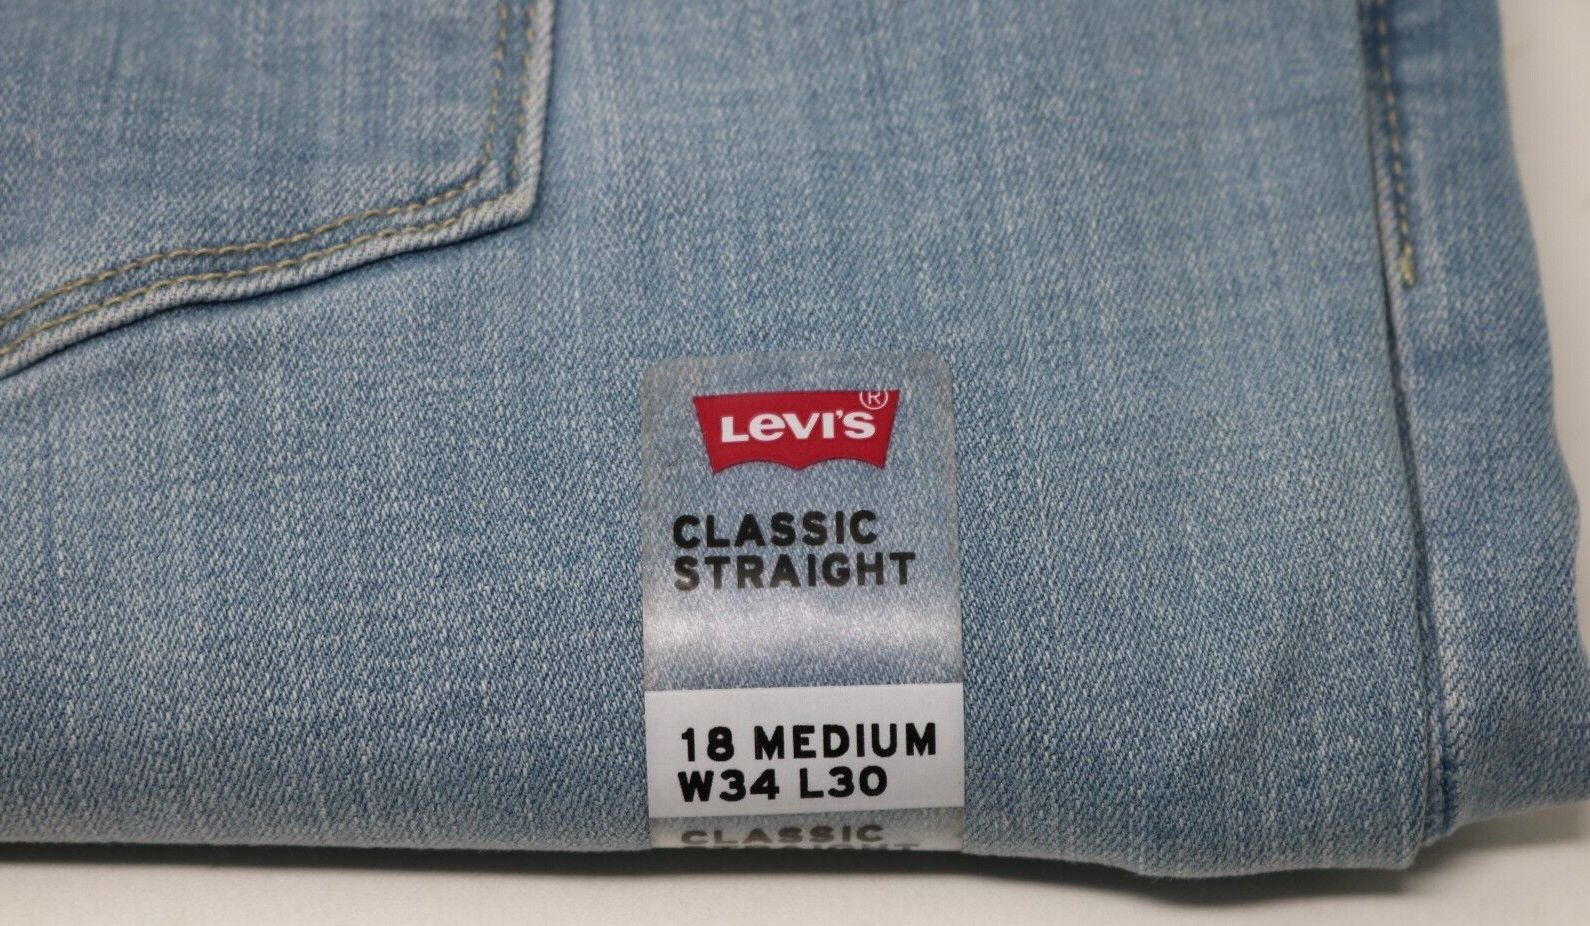 LEVI'S®
CLASSIC
STRAIGHT
18 MEDIUM
W34 L30
CLASSIC